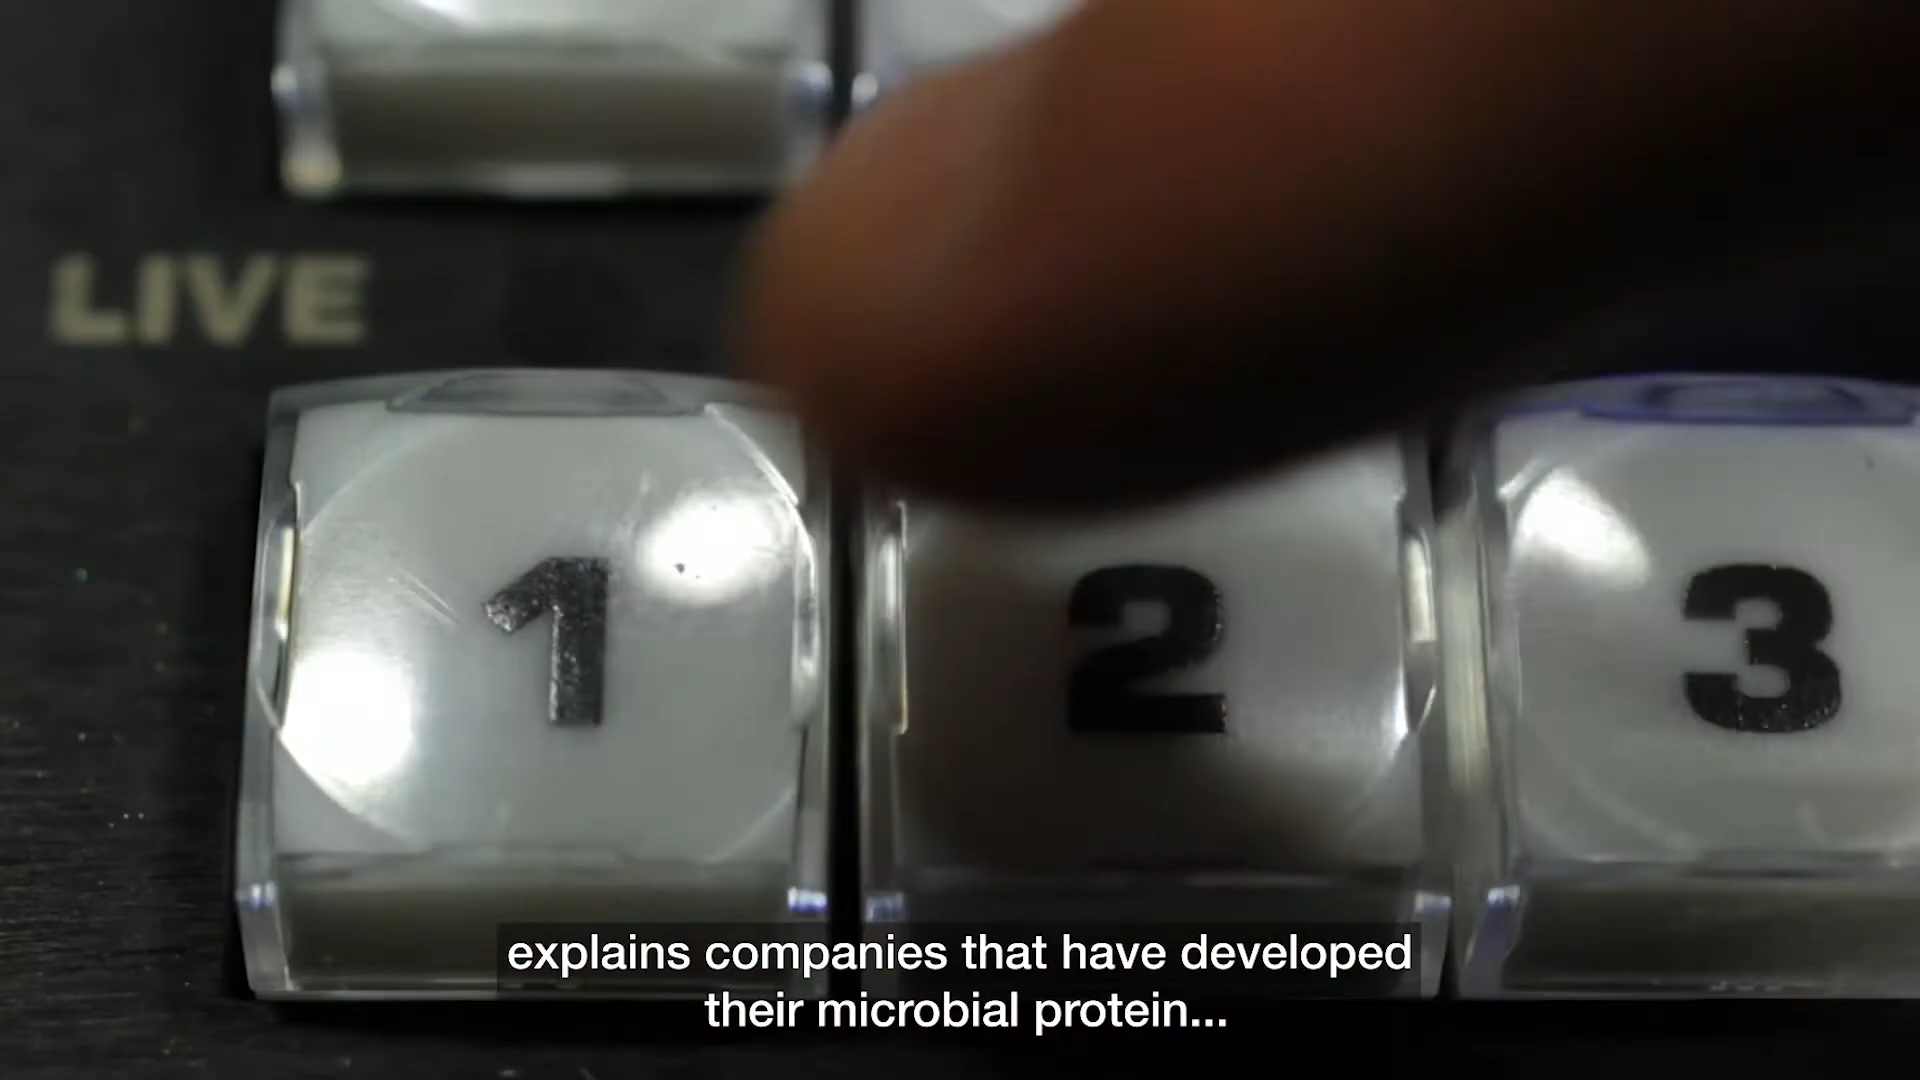 LIVE
1 2 3
explains companies that have developed
their microbial protein...